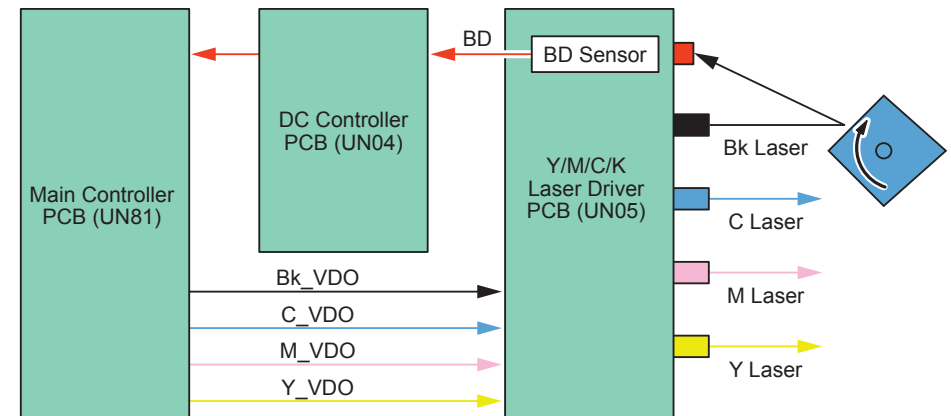 BD
BD Sensor
DC Controller
PCB (UN04)
Bk Laser
Main Controller
PCB (UN81)
Y/M/C/K
Laser Driver
PCB (UN05)
C Laser
Bk_VDO
M Laser
C_VDO
M_VDO
Y Laser
Y_VDO